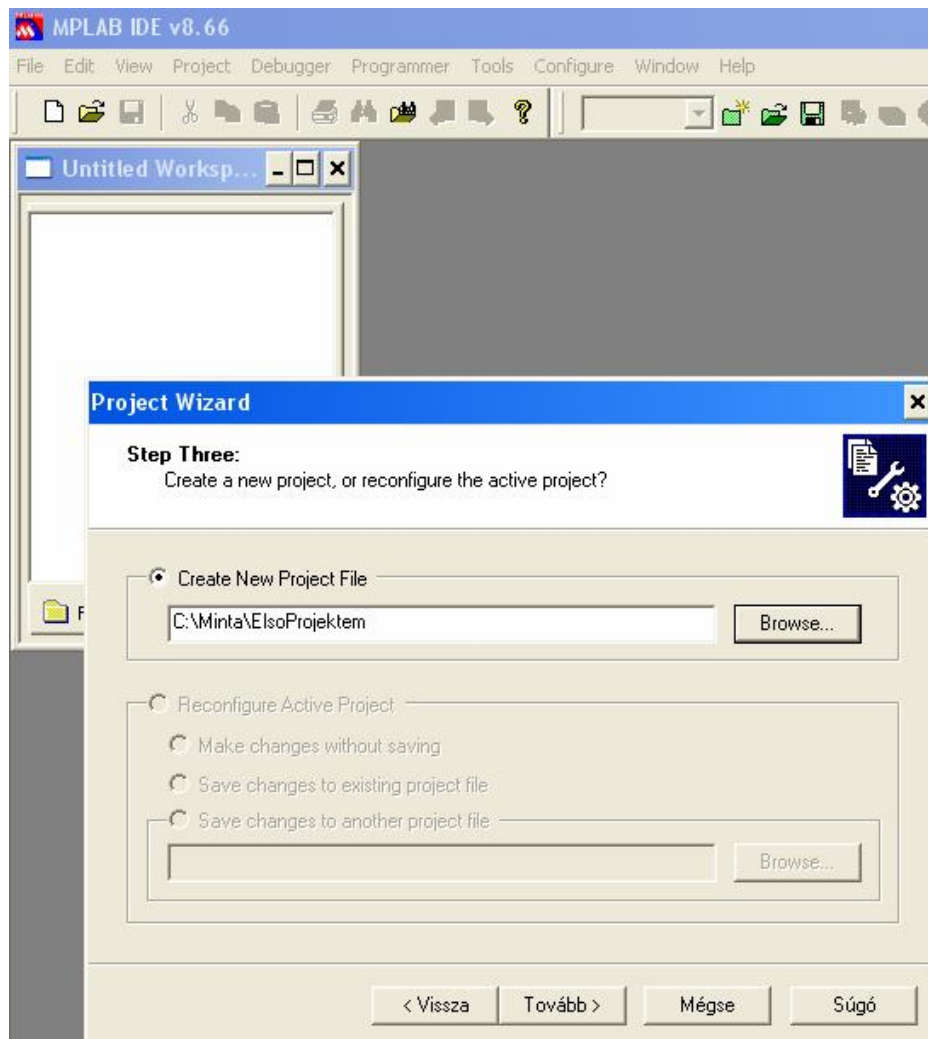 MPLAB IDE v8.66
File Edit View Project Debugger Programmer Tools Configure Window Help
Untitled Worksp...
Project Wizard
Step Three:
Create a new project, or reconfigure the active project?
Create New Project File
C:\Minta\ElsoProjektem
Browse...
Reconfigure Active Project
Make changes without saving
Save changes to existing project file
Save changes to another project file
Browse...
< Vissza Tovább > Mégse Súgó